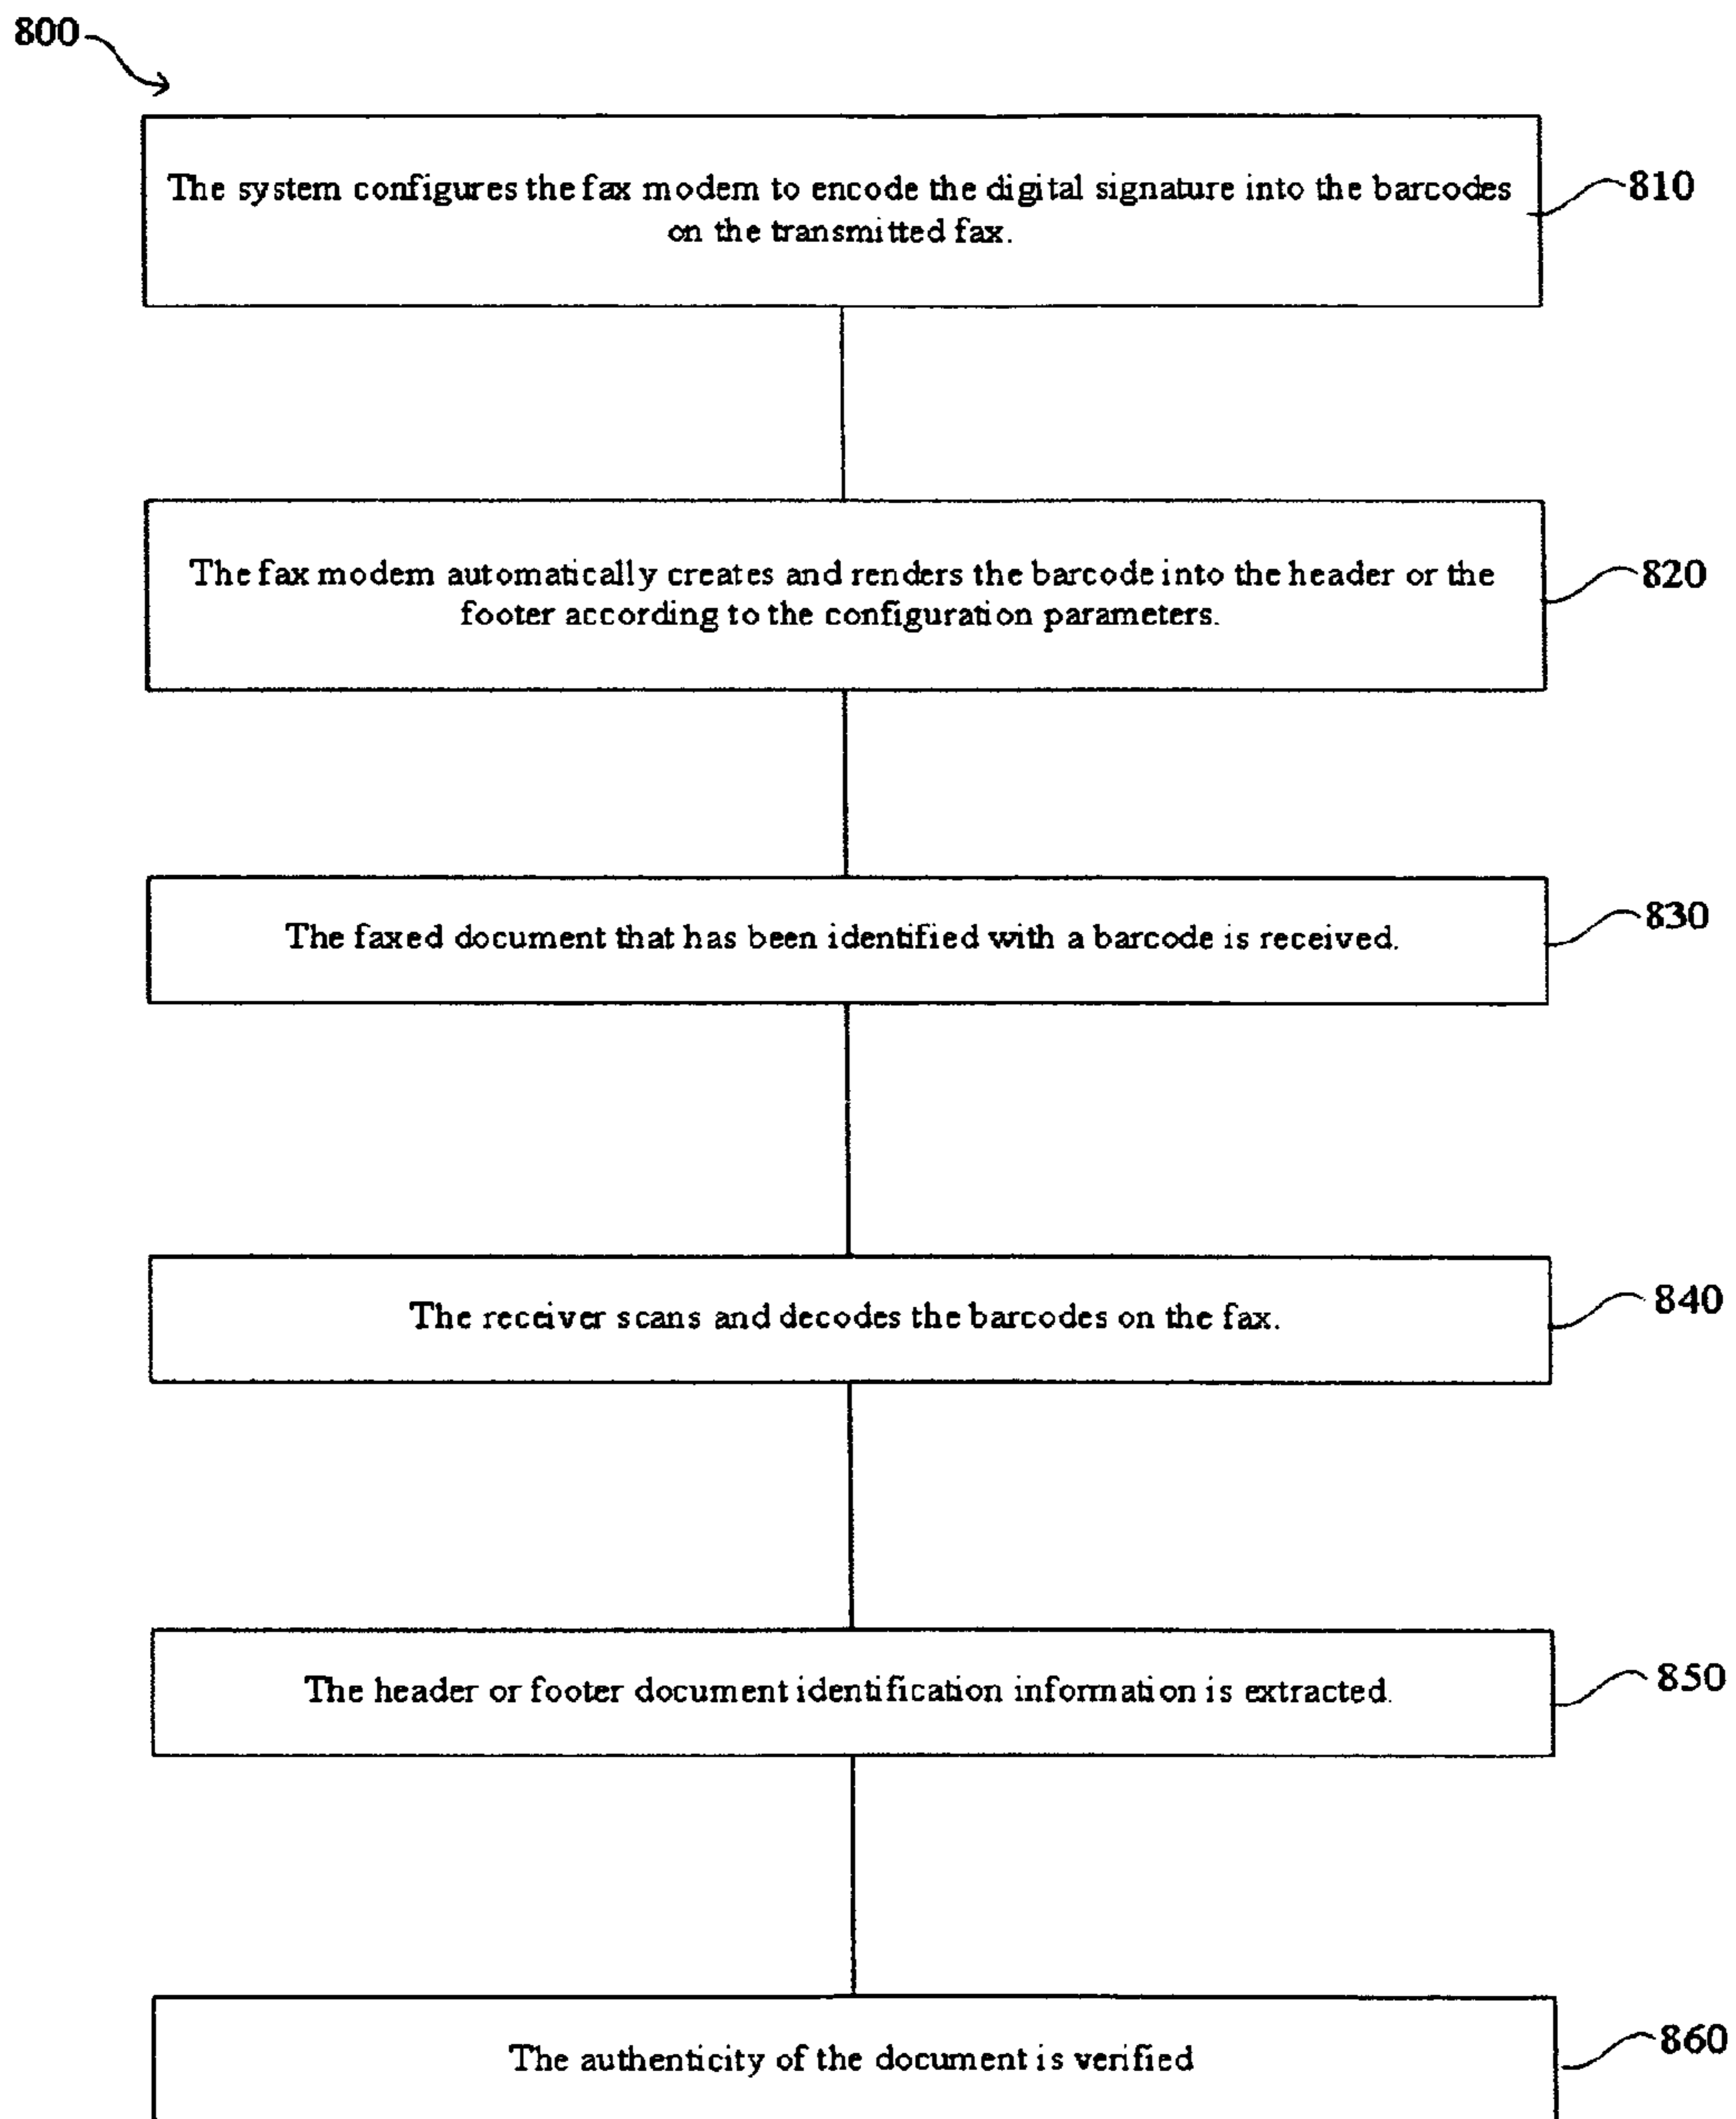 800
The system configures the fax modem to encode the digital signature into the barcodes
on the transmitted fax.
810
The fax modem automatically creates and renders the barcode into the header or the
footer according to the configuration parameters.
820
The faxed document that has been identified with a barcode is received.
830
The receiver scans and decodes the barcodes on the fax.
840
The header or footer document identification information is extracted.
850
The authenticity of the document is verified
860